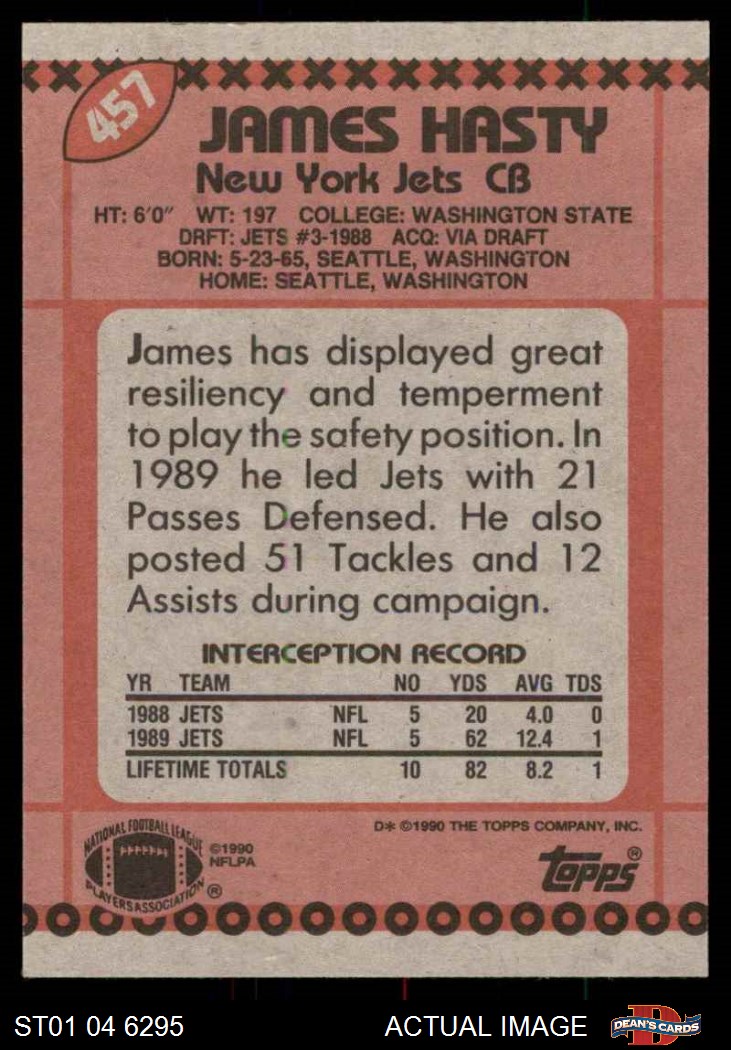 457
JAMES HASTY
New York Jets CB
HT: 6'0" WT: 197 COLLEGE: WASHINGTON STATE
DRFT: JETS #3-1988 ACQ: VIA DRAFT
BORN: 5-23-65, SEATTLE, WASHINGTON
HOME: SEATTLE, WASHINGTON
James has displayed great
resiliency and temperment
to play the safety position. In
1989 he led Jets with 21
Passes Defensed. He also
posted 51 Tackles and 12
Assists during campaign.
INTERCEPTION RECORD
YR TEAM NO YDS AVG TDS
1988 JETS NFL 5 20 4.0 0
1989 JETS NFL 5 62 12.4 1
LIFETIME TOTALS 10 82 8.2 1
NATIONAL FOOTBALL LEAGUE
PLAYERS ASSOCIATION ®
©1990
NFLPA
D* ©1990 THE TOPPS COMPANY, INC.
topps®
ST01 04 6295 ACTUAL IMAGE
D
DEAN'S CARDS